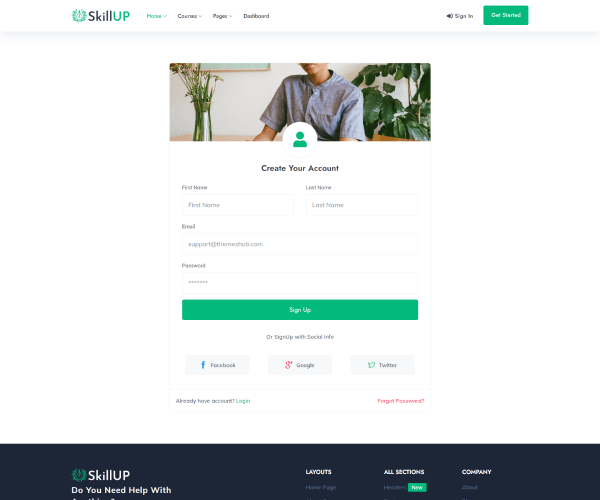 SkillUP Home Courses Pages Dashboard Sign In Get Started
Create Your Account
First Name Last Name
First Name Last Name
Email
support@themezhub.com
Password
*******
Sign Up
Or SignUp with Social Info
Facebook Google Twitter
Already have account? Login Forgot Password?
SkillUP LAYOUTS ALL SECTIONS COMPANY
Do You Need Help With
Home Page Headers New About